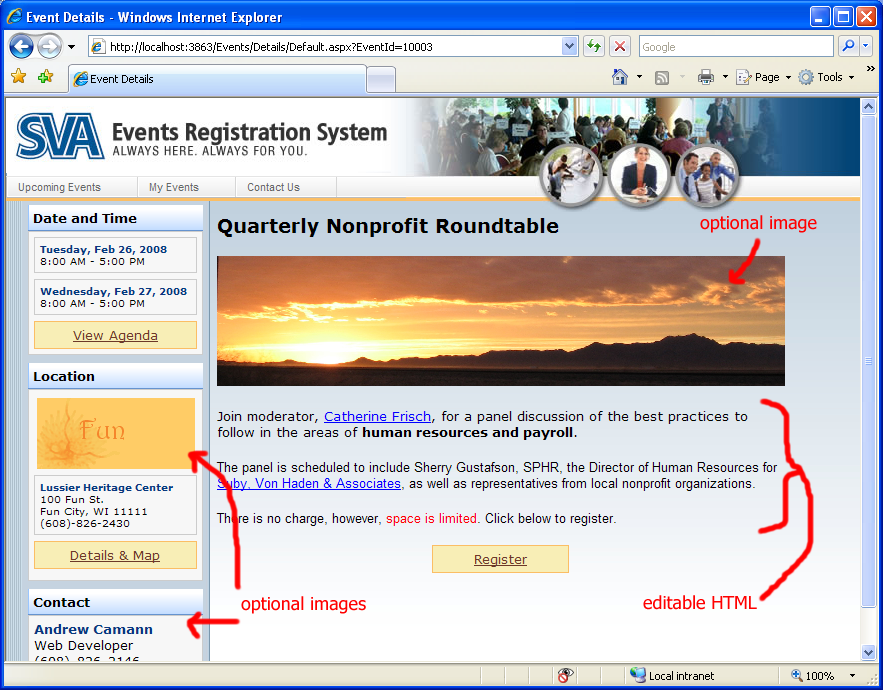 Event Details - Windows Internet Explorer
http://localhost:3863/Events/Details/Default.aspx?EventId=10003
Google
Event Details
Page
Tools
SVA Events Registration System
ALWAYS HERE. ALWAYS FOR YOU.
Upcoming Events My Events Contact Us
Date and Time
Tuesday, Feb 26, 2008
8:00 AM - 5:00 PM
Wednesday, Feb 27, 2008
8:00 AM - 5:00 PM
View Agenda
Location
Fun
Lussier Heritage Center
100 Fun St.
Fun City, WI 11111
(608)-826-2430
Details & Map
Contact
Andrew Camann
Web Developer
(608)-826-2146
Quarterly Nonprofit Roundtable
optional image
Join moderator, Catherine Frisch, for a panel discussion of the best practices to
follow in the areas of human resources and payroll.
The panel is scheduled to include Sherry Gustafson, SPHR, the Director of Human Resources for
Suby, Von Haden & Associates, as well as representatives from local nonprofit organizations.
There is no charge, however, space is limited. Click below to register.
Register
optional images
editable HTML
Local intranet
100%